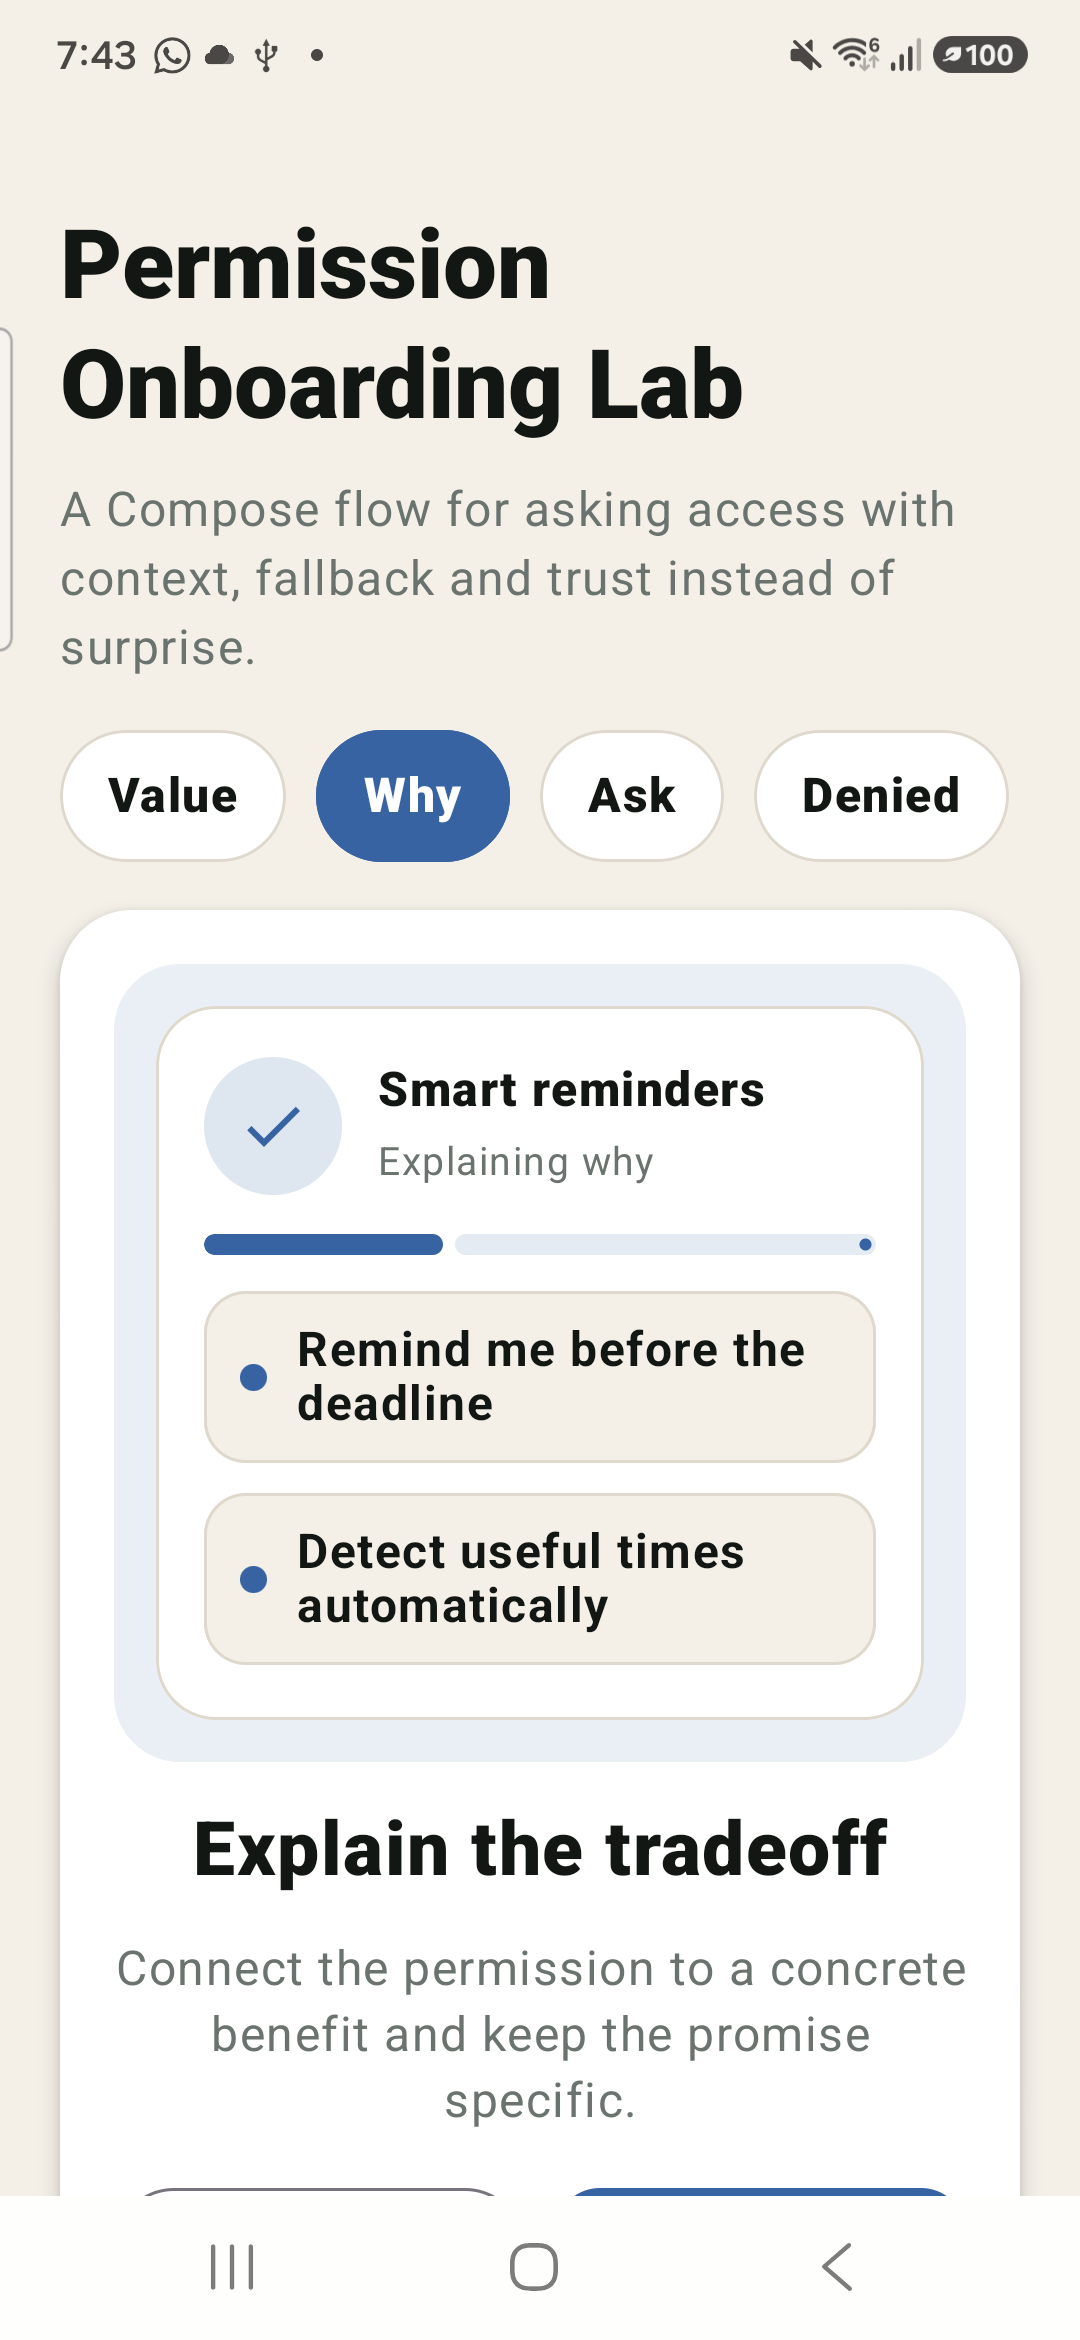 7:43
6
100
Permission
Onboarding Lab
A Compose flow for asking access with
context, fallback and trust instead of
surprise.
Value
Why
Ask
Denied
Smart reminders
Explaining why
Remind me before the
deadline
Detect useful times
automatically
Explain the tradeoff
Connect the permission to a concrete
benefit and keep the promise
specific.